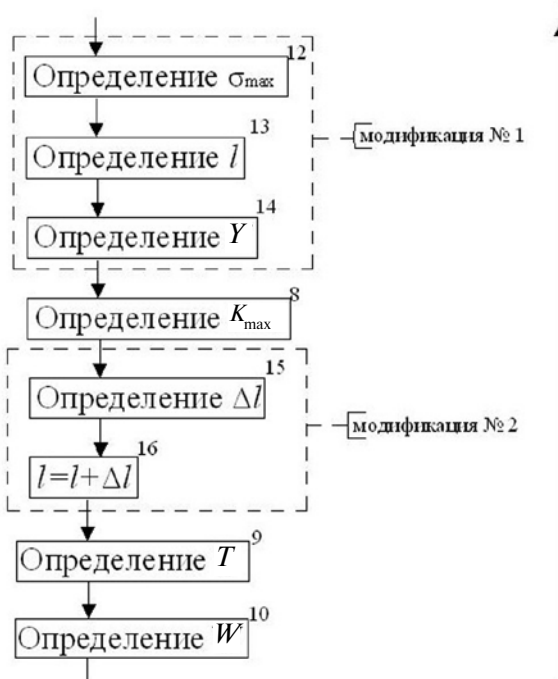 12
Определение σmax
13
модификация № 1
Определение l
14
Определение Y
8
Определение Kmax
15
Определение Δl
модификация № 2
16
l=l+Δl
9
Определение T
10
Определение W